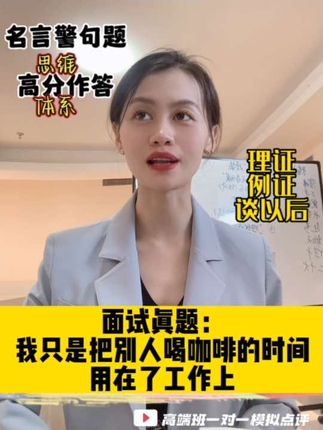 名言警句题
思维
高分作答
体系
理证
例证
谈以后
面试真题：
我只是把别人喝咖啡的时间
用在了工作上
高端班一对一模拟点评